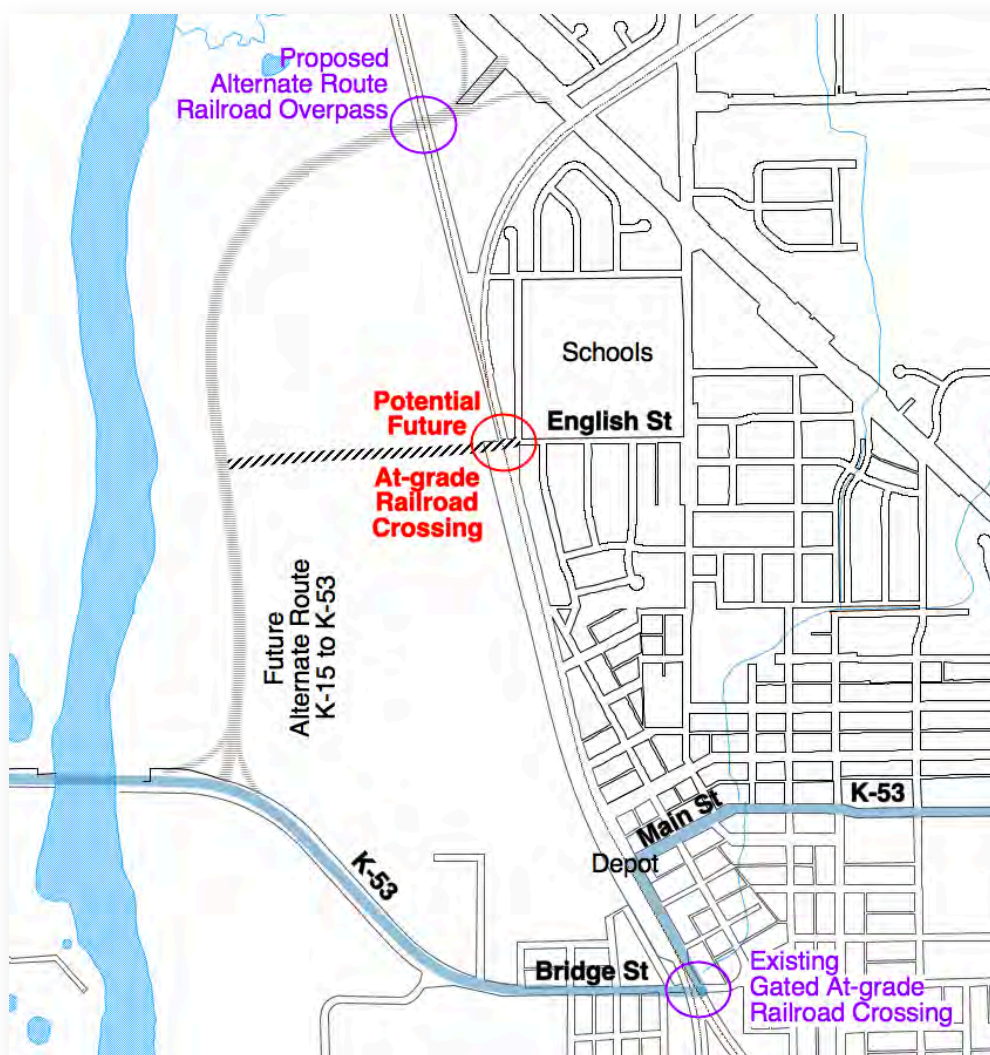 Proposed
Alternate Route
Railroad Overpass
Schools
Potential
Future
English St
At-grade
Railroad
Crossing
Future
Alternate Route
K-15 to K-53
K-53
Main St
Depot
K-53
Bridge St
Existing
Gated At-grade
Railroad Crossing